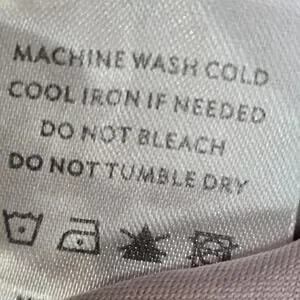 MACHINE WASH COLD
COOL IRON IF NEEDED
DO NOT BLEACH
DO NOT TUMBLE DRY